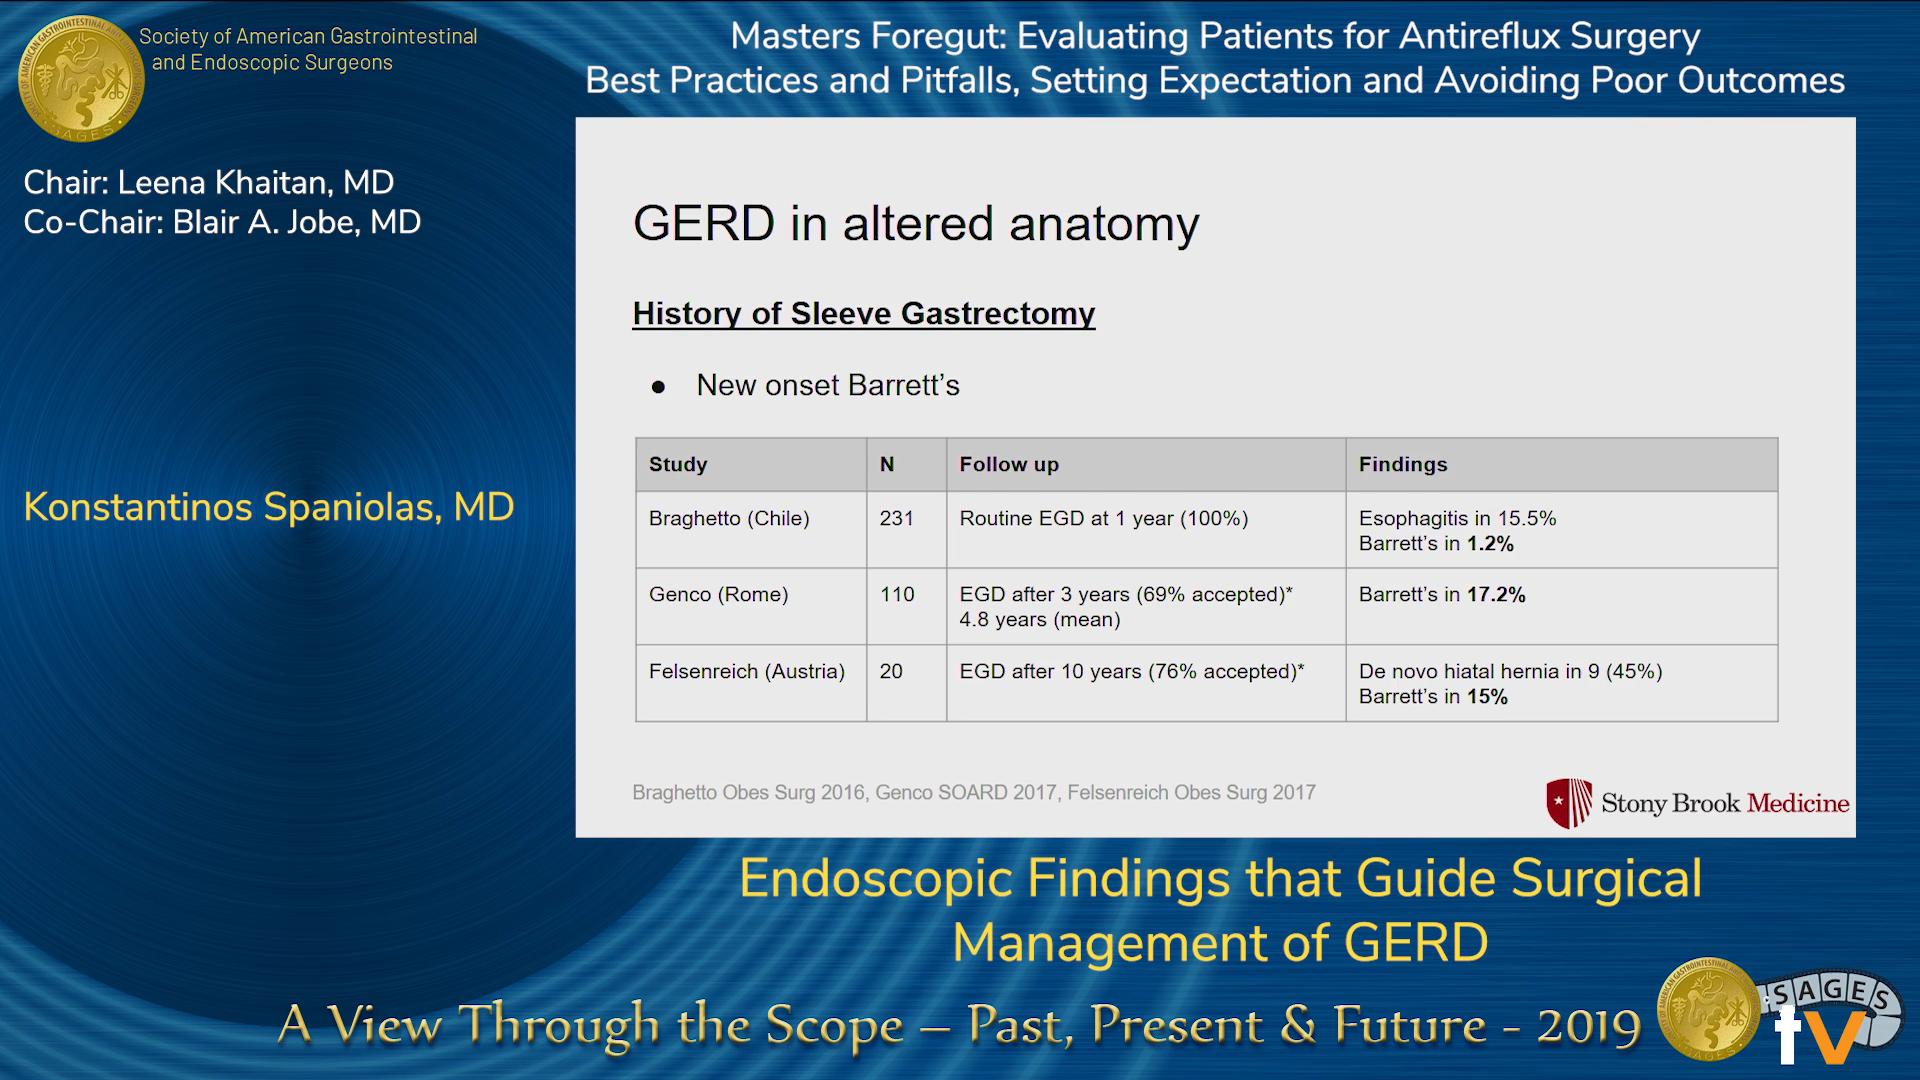 Society of American Gastrointestinal
and Endoscopic Surgeons
Masters Foregut: Evaluating Patients for Antireflux Surgery
Best Practices and Pitfalls, Setting Expectation and Avoiding Poor Outcomes
Chair: Leena Khaitan, MD
Co-Chair: Blair A. Jobe, MD
Konstantinos Spaniolas, MD
GERD in altered anatomy
History of Sleeve Gastrectomy
● New onset Barrett’s
Study N Follow up Findings
Braghetto (Chile) 231 Routine EGD at 1 year (100%) Esophagitis in 15.5%
Barrett’s in 1.2%
Genco (Rome) 110 EGD after 3 years (69% accepted)* Barrett’s in 17.2%
4.8 years (mean)
Felsenreich (Austria) 20 EGD after 10 years (76% accepted)* De novo hiatal hernia in 9 (45%)
Barrett’s in 15%
Braghetto Obes Surg 2016, Genco SOARD 2017, Felsenreich Obes Surg 2017
Stony Brook Medicine
Endoscopic Findings that Guide Surgical
Management of GERD
A View Through the Scope – Past, Present & Future - 2019
SAGES
tv